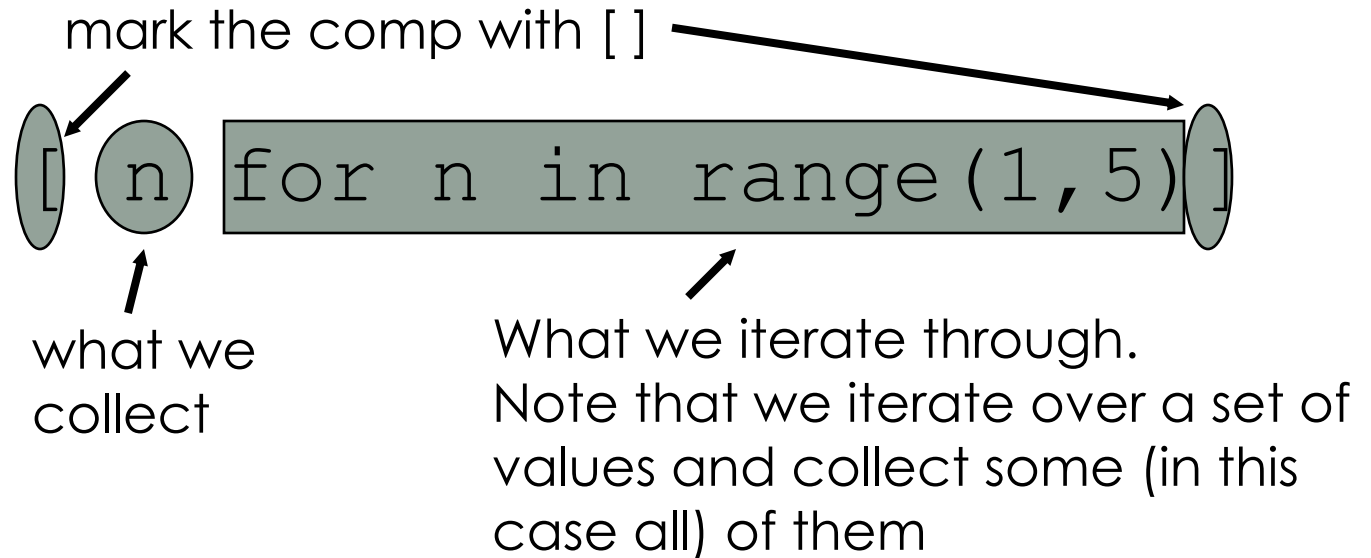 mark the comp with [ ]
[ n for n in range(1,5)]
what we
collect
What we iterate through.
Note that we iterate over a set of
values and collect some (in this
case all) of them